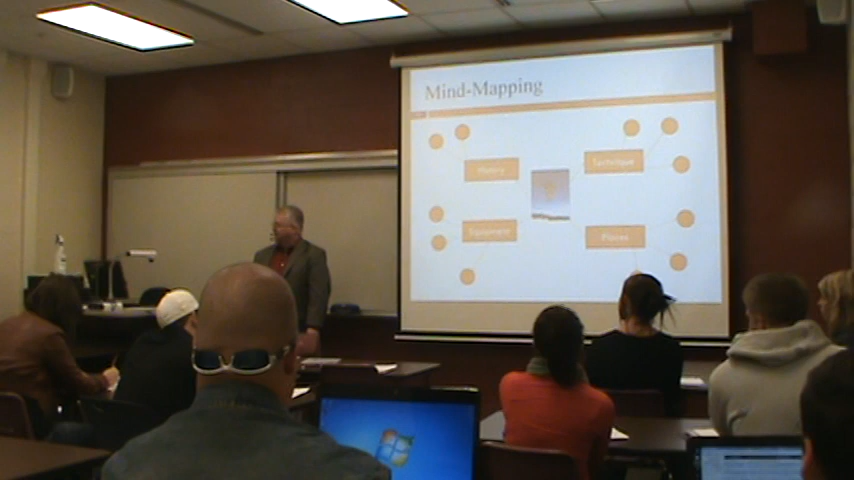 Mind-Mapping
History
Technique
Equipment
Places